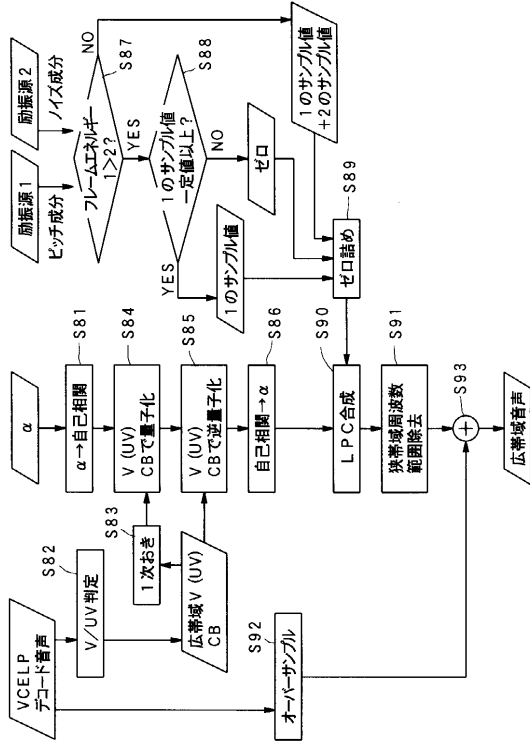 VCELP
デコード音声
α
励振源1
励振源2
ピッチ成分
ノイズ成分
S82
V/UV判定
S81
α→自己相関
フレームエネルギー
1>2?
S87
NO
YES
S83
1次おき
S84
V (UV)
CBで量子化
1のサンプル値
一定値以上?
S88
YES
NO
広帯域V (UV)
CB
S85
V (UV)
CBで逆量子化
1のサンプル値
ゼロ
1のサンプル値
+2のサンプル値
S86
自己相関→α
S89
ゼロ詰め
S92
オーバーサンプル
S90
LPC合成
S91
狭帯域周波数
範囲除去
S93
+
広帯域音声